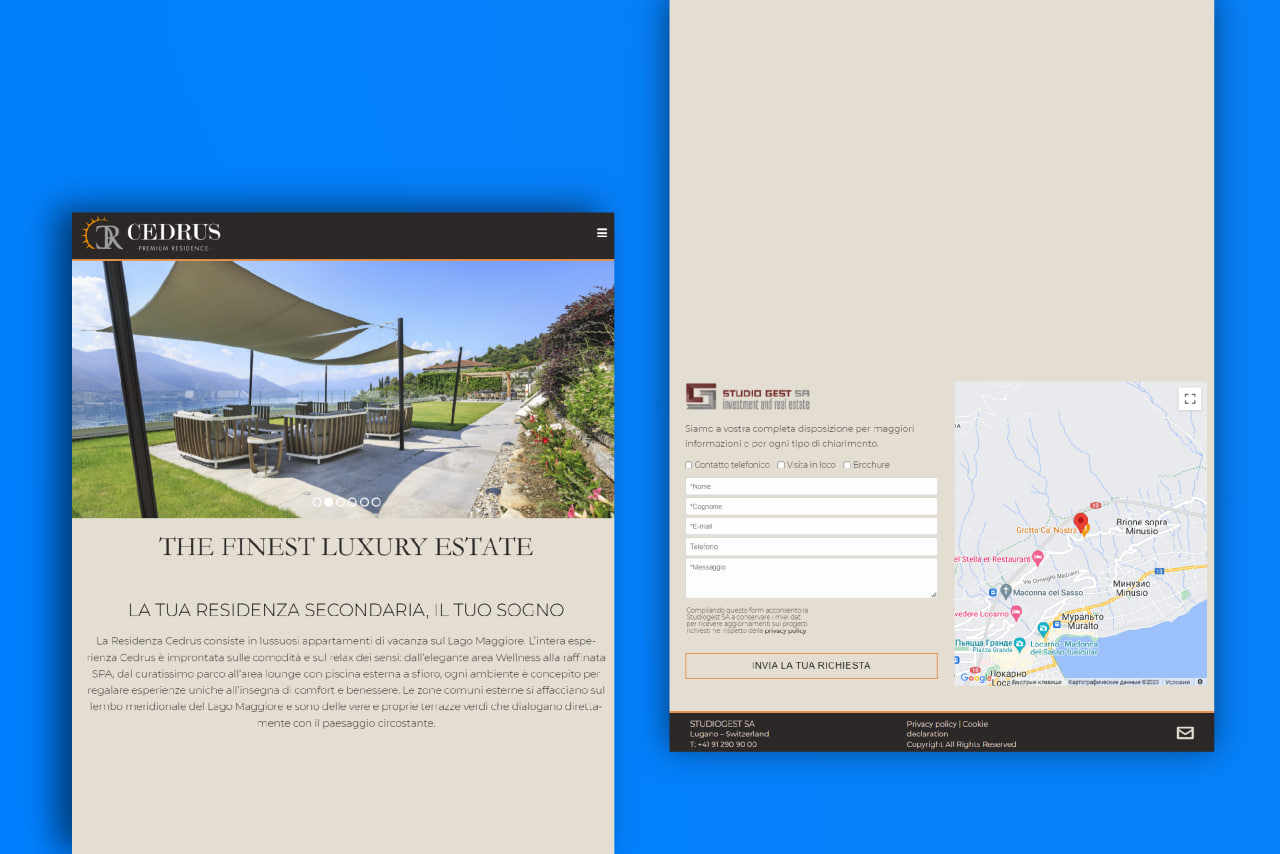 CEDRUS
·PREMIUM RESIDENCE·
THE FINEST LUXURY ESTATE
LA TUA RESIDENZA SECONDARIA, IL TUO SOGNO
La Residenza Cedrus consiste in lussuosi appartamenti di vacanza sul Lago Maggiore. L'intera espe-
rienza Cedrus è improntata sulle comodità e sul relax dei sensi: dall'elegante area Wellness alla raffinata
SPA, dal curatissimo parco all'area lounge con piscina esterna a sfioro, ogni ambiente è concepito per
regalare esperienze uniche all'insegna di comfort e benessere. Le zone comuni esterne si affacciano sul
lembo meridionale del Lago Maggiore e sono delle vere e proprie terrazze verdi che dialogano diretta-
mente con il paesaggio circostante.
STUDIO GEST SA
investment and real estate
Siamo a vostra completa disposizione per maggiori
informazioni e per ogni tipo di chiarimento.
Contatto telefonico Visita in loco Brochure
*Nome
*Cognome
*E-mail
Telefono
*Messaggio
Compilando questo form acconsento la
Studiogest SA a conservare i miei dati
per ricevere aggiornamenti sui progetti
richiesti nel rispetto della privacy policy.
INVIA LA TUA RICHIESTA
13
Grotto Ca' Nostra
Brione sopra
Minusio
el Stella et Restaurant
Via Consiglio Mezzano
13
Минузио
Minusio
Madonna del Sasso
vedere Locarno
Муральто
Muralto
Пьяцца Гранде
Piazza Grande
Locarno - Madonna
del Sasso funicular
13
Локарно
Google
Быстрые клавиши Картографические данные ©2023 Условия
STUDIOGEST SA
Lugano – Switzerland
T: +41 91 290 90 00
Privacy policy | Cookie
declaration
Copyright All Rights Reserved